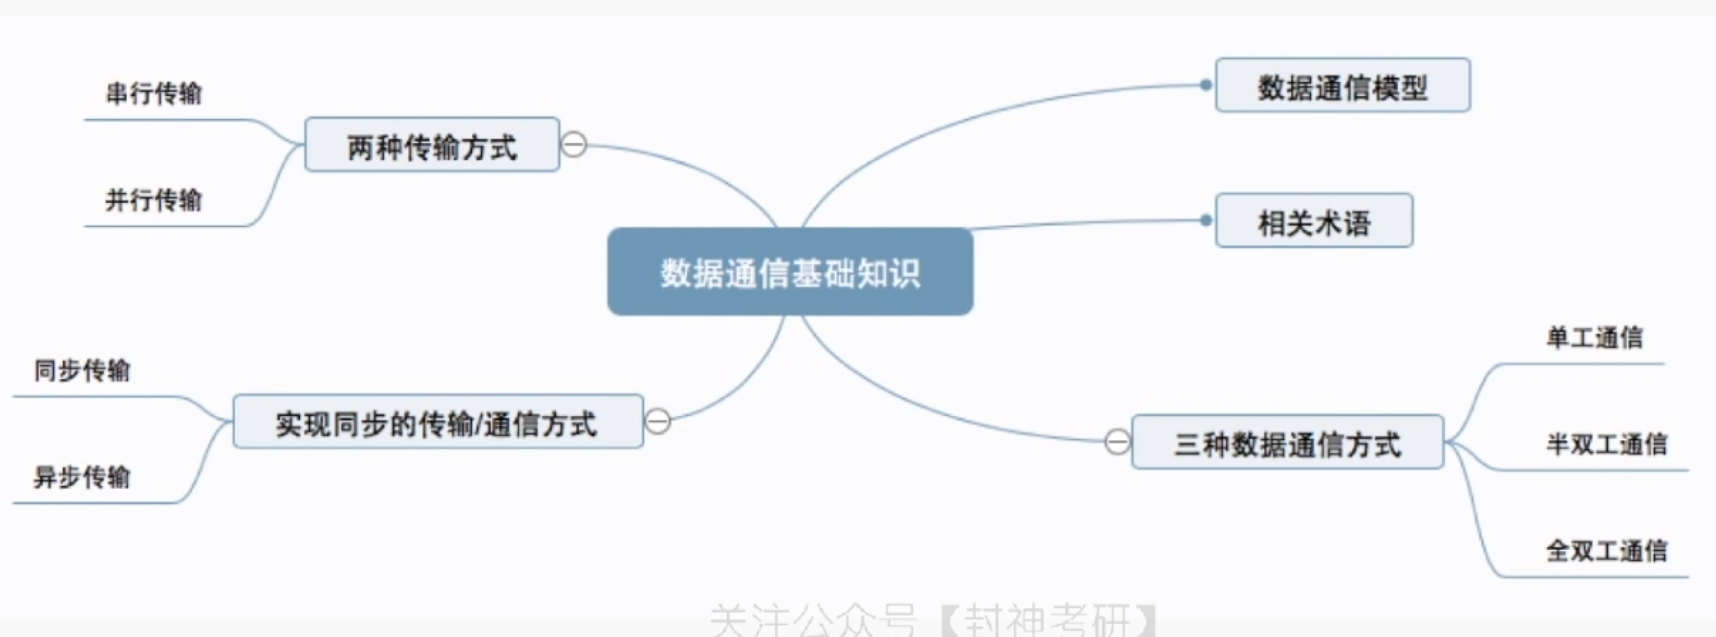 数据通信基础知识
数据通信模型
相关术语
三种数据通信方式
单工通信
半双工通信
全双工通信
两种传输方式
串行传输
并行传输
实现同步的传输/通信方式
同步传输
异步传输
关注公众号【封神考研】